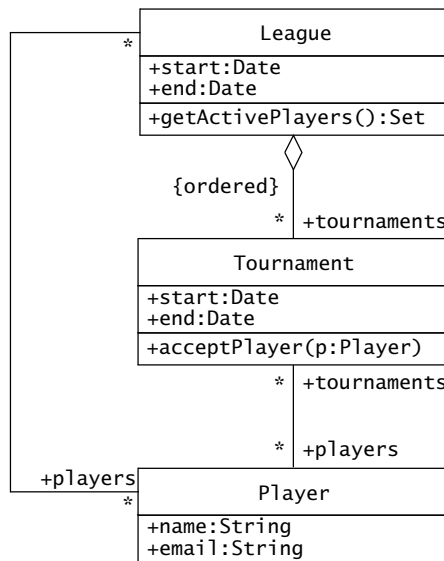 League
*
+start:Date
+end:Date
+getActivePlayers():Set
{ordered}
* +tournaments
Tournament
+start:Date
+end:Date
+acceptPlayer(p:Player)
* +tournaments
* +players
+players
*
Player
+name:String
+email:String